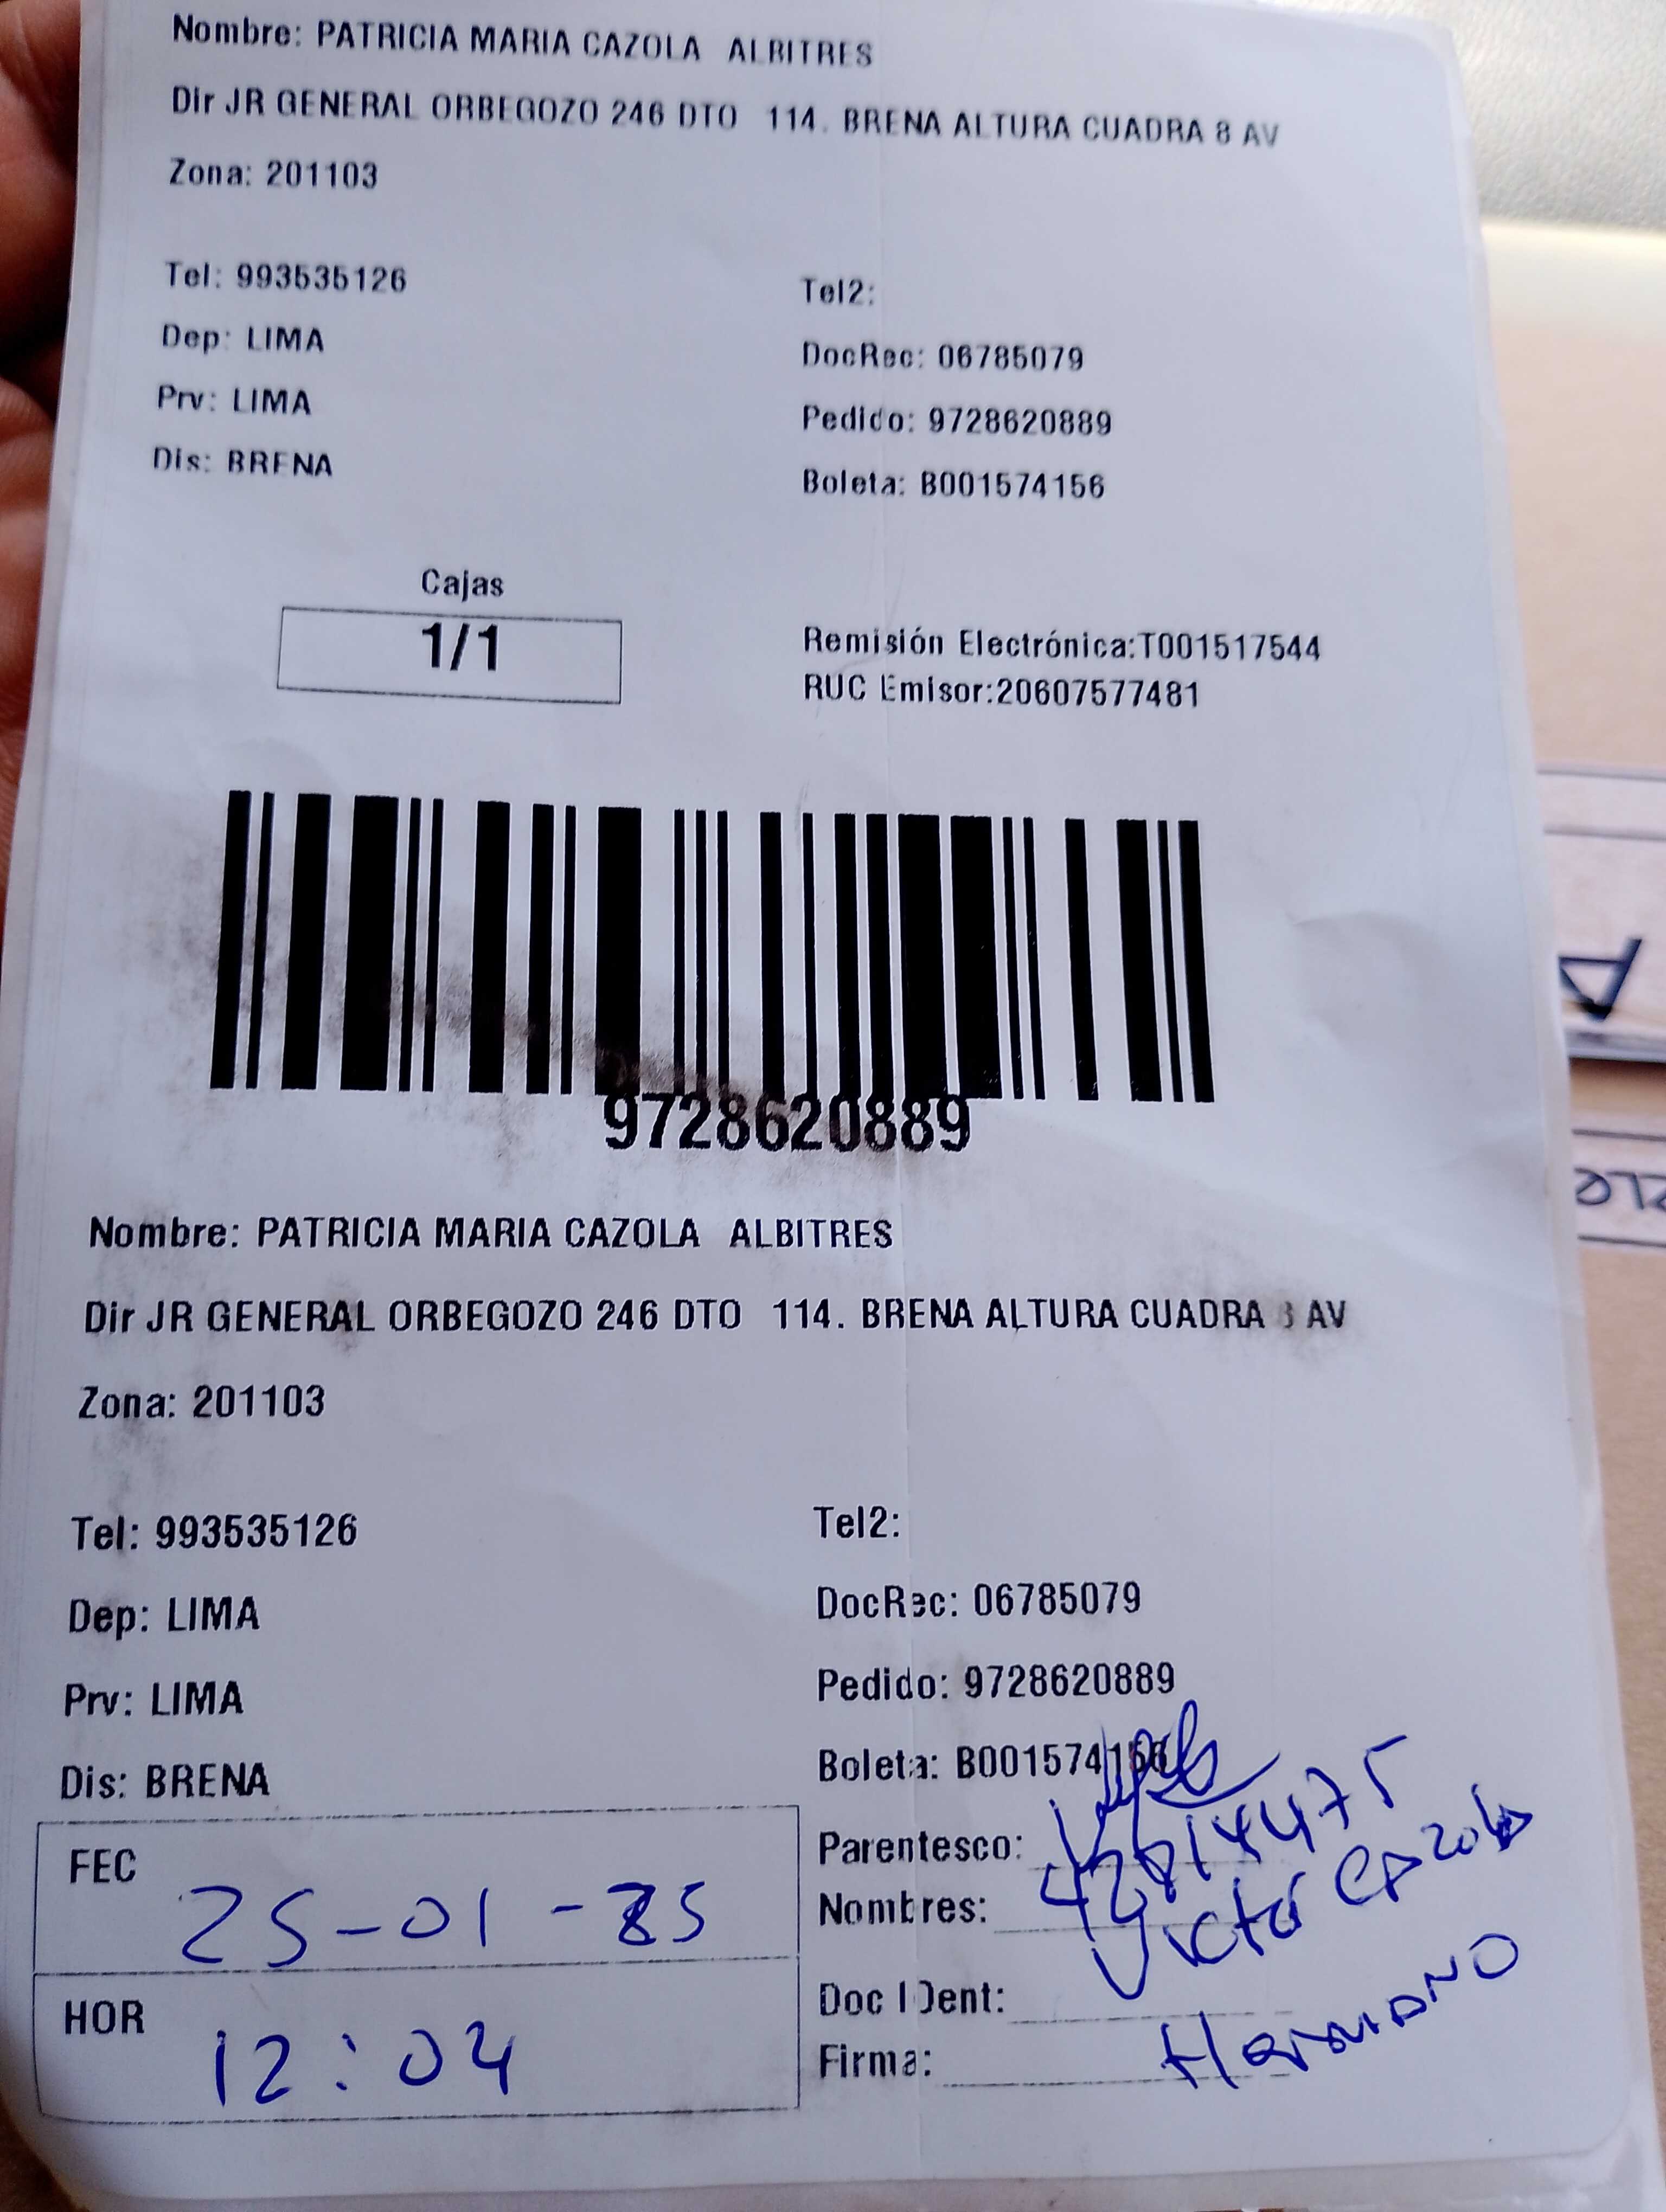 Nombre: PATRICIA MARIA CAZOLA ALBITRES
Dir JR GENERAL ORBEGOZO 246 DTO 114. BRENA ALTURA CUADRA 8 AV
Zona: 201103
Tel: 993535126
Tel2:
Dep: LIMA
DocRec: 06785079
Prv: LIMA
Pedido: 9728620889
Dis: BRENA
Boleta: B001574156
Cajas
1/1
Remisión Electrónica:T001517544
RUC Emisor:20607577481
9728620889
Nombre: PATRICIA MARIA CAZOLA ALBITRES
Dir JR GENERAL ORBEGOZO 246 DTO 114. BRENA ALTURA CUADRA 8 AV
Zona: 201103
Tel: 993535126
Tel2:
Dep: LIMA
DocRec: 06785079
Prv: LIMA
Pedido: 9728620889
Dis: BRENA
Boleta: B001574156
FEC
25-01-25
HOR
12:04
Parentesco:
Nombres:
Victor Cazola
Doc IDent:
Hermano
Firma: